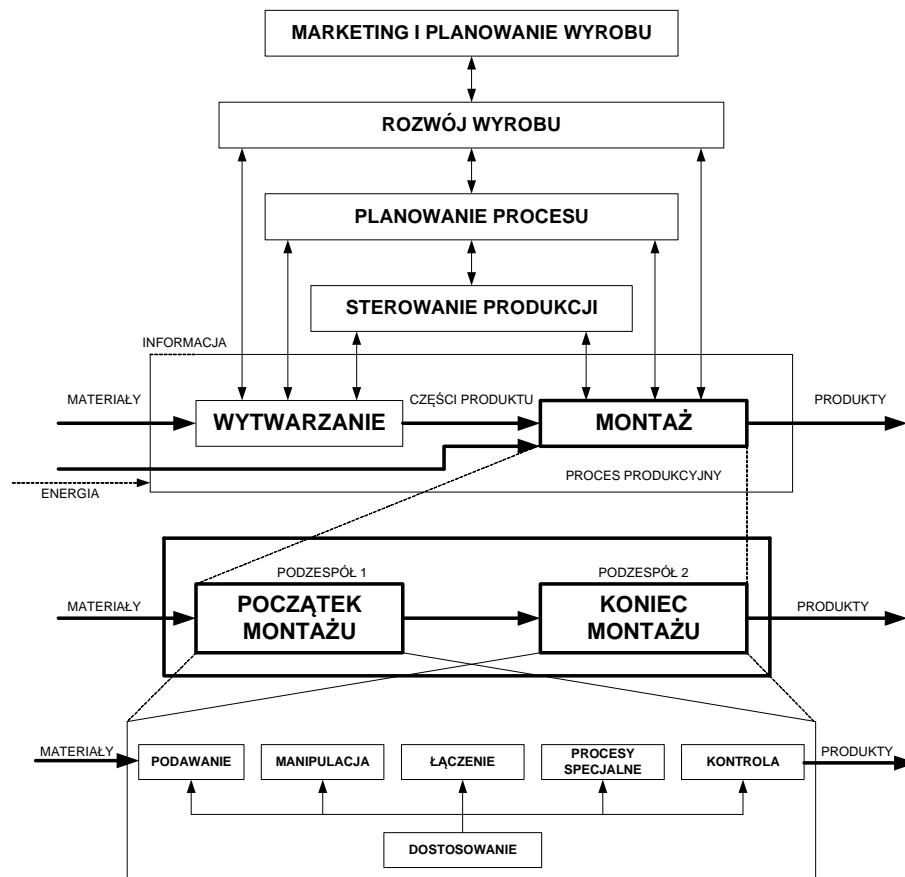 MARKETING I PLANOWANIE WYROBU
ROZWÓJ WYROBU
PLANOWANIE PROCESU
STEROWANIE PRODUKCJI
INFORMACJA
MATERIAŁY
WYTWARZANIE
CZĘŚCI PRODUKTU
MONTAŻ
PRODUKTY
ENERGIA
PROCES PRODUKCYJNY
PODZESPÓŁ 1
PODZESPÓŁ 2
MATERIAŁY
POCZĄTEK
MONTAŻU
KONIEC
MONTAŻU
PRODUKTY
MATERIAŁY
PODAWANIE
MANIPULACJA
ŁĄCZENIE
PROCESY
SPECJALNE
KONTROLA
PRODUKTY
DOSTOSOWANIE